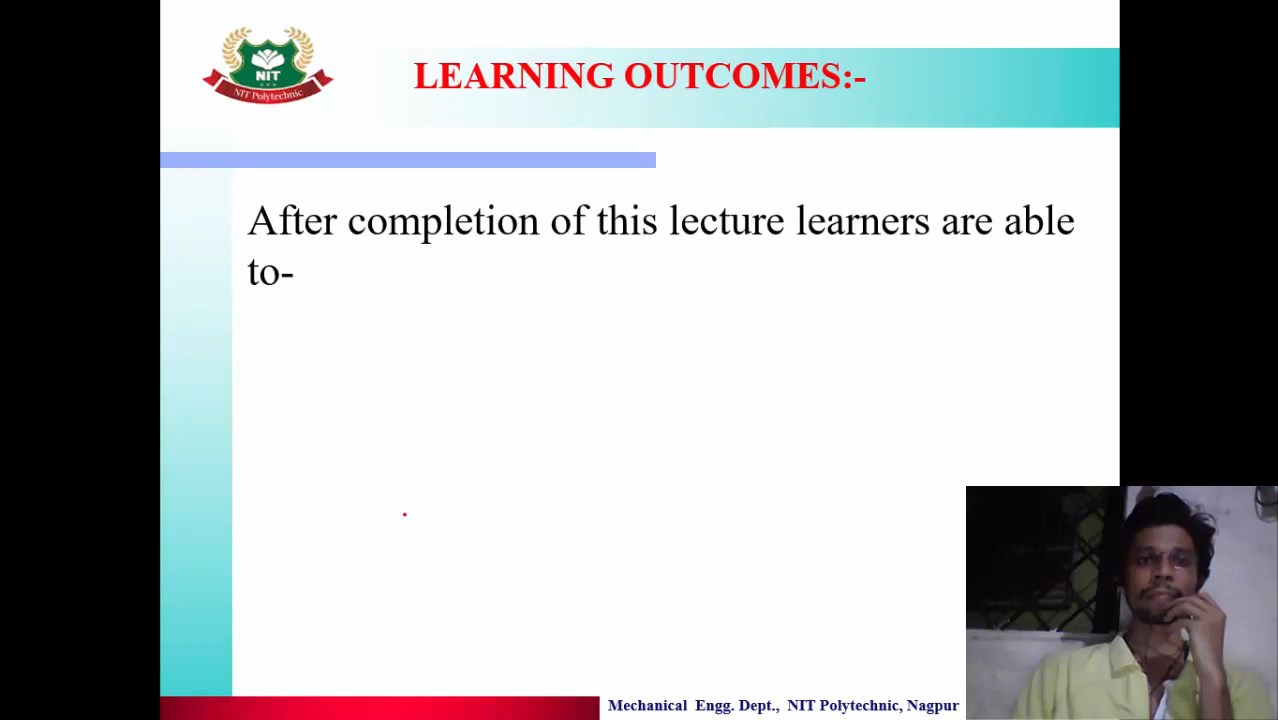 NIT
NIT Polytechnic
LEARNING OUTCOMES:-
After completion of this lecture learners are able
to-
Mechanical Engg. Dept., NIT Polytechnic, Nagpur